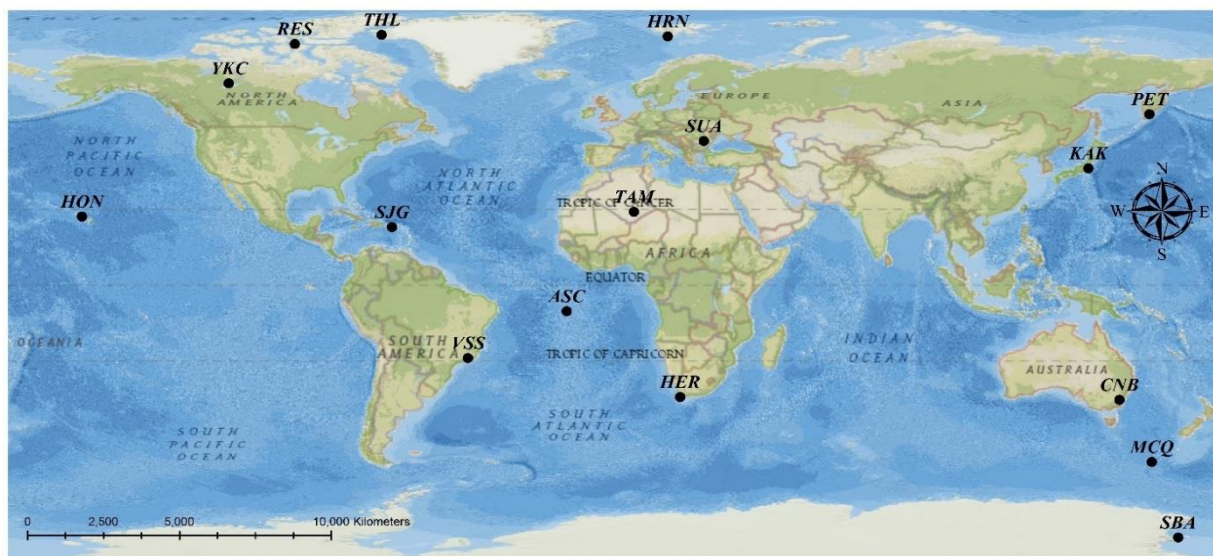 THL
HRN
RES
YKC
NORTH
AMERICA
EUROPE
ASIA
PET
SUA
NORTH
PACIFIC
OCEAN
KAK
NORTH
ATLANTIC
OCEAN
N
W E
S
HON
SJG
TAM
TROPIC OF CANCER
AFRICA
EQUATOR
ASC
OCEANIA
SOUTH
AMERICA
VSS
TROPIC OF CAPRICORN
INDIAN
OCEAN
AUSTRALIA
HER
CNB
SOUTH
ATLANTIC
OCEAN
SOUTH
PACIFIC
OCEAN
MCQ
0 2,500 5,000 10,000 Kilometers
SBA